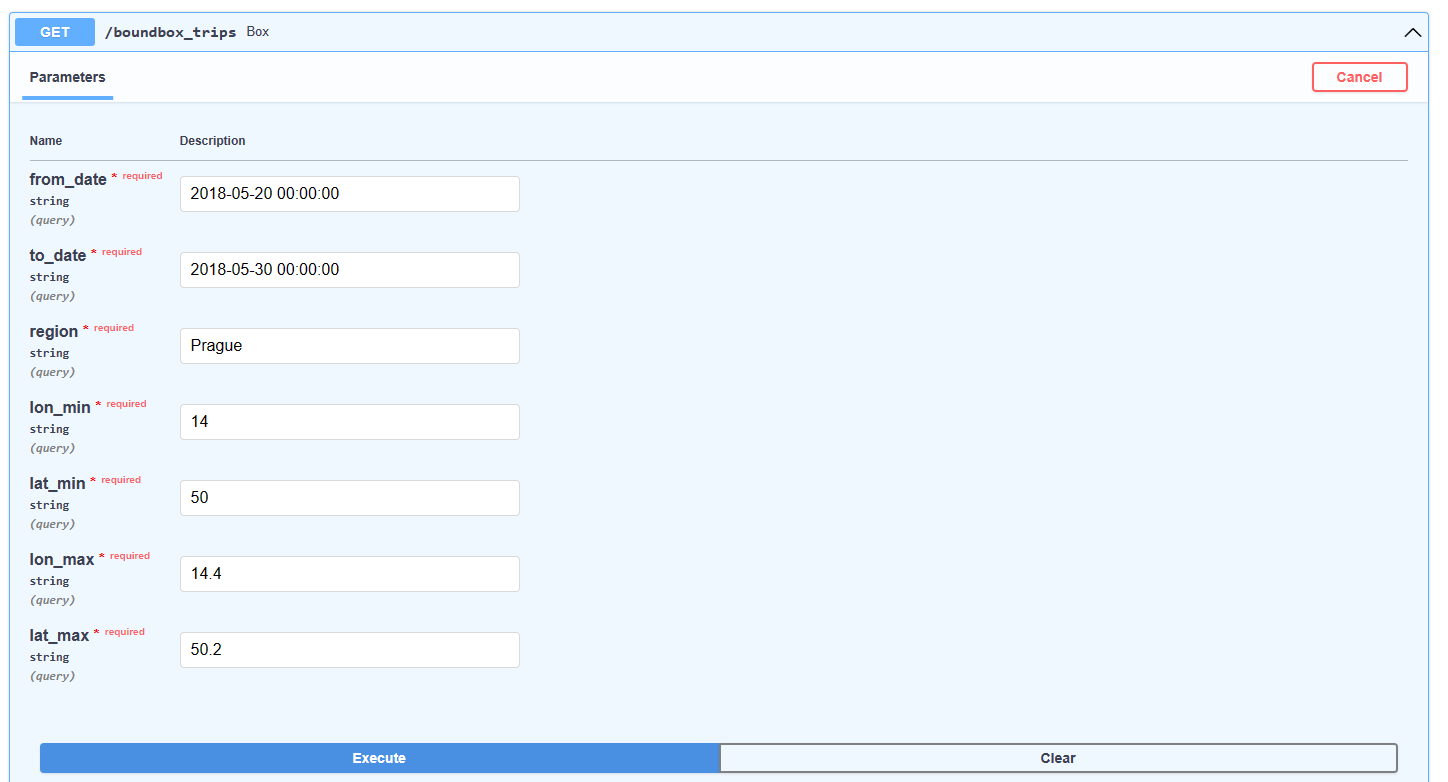 GET /boundbox_trips Box
Parameters
Cancel
Name Description
from_date * required
string
(query)
2018-05-20 00:00:00
to_date * required
string
(query)
2018-05-30 00:00:00
region * required
string
(query)
Prague
lon_min * required
string
(query)
14
lat_min * required
string
(query)
50
lon_max * required
string
(query)
14.4
lat_max * required
string
(query)
50.2
Execute Clear